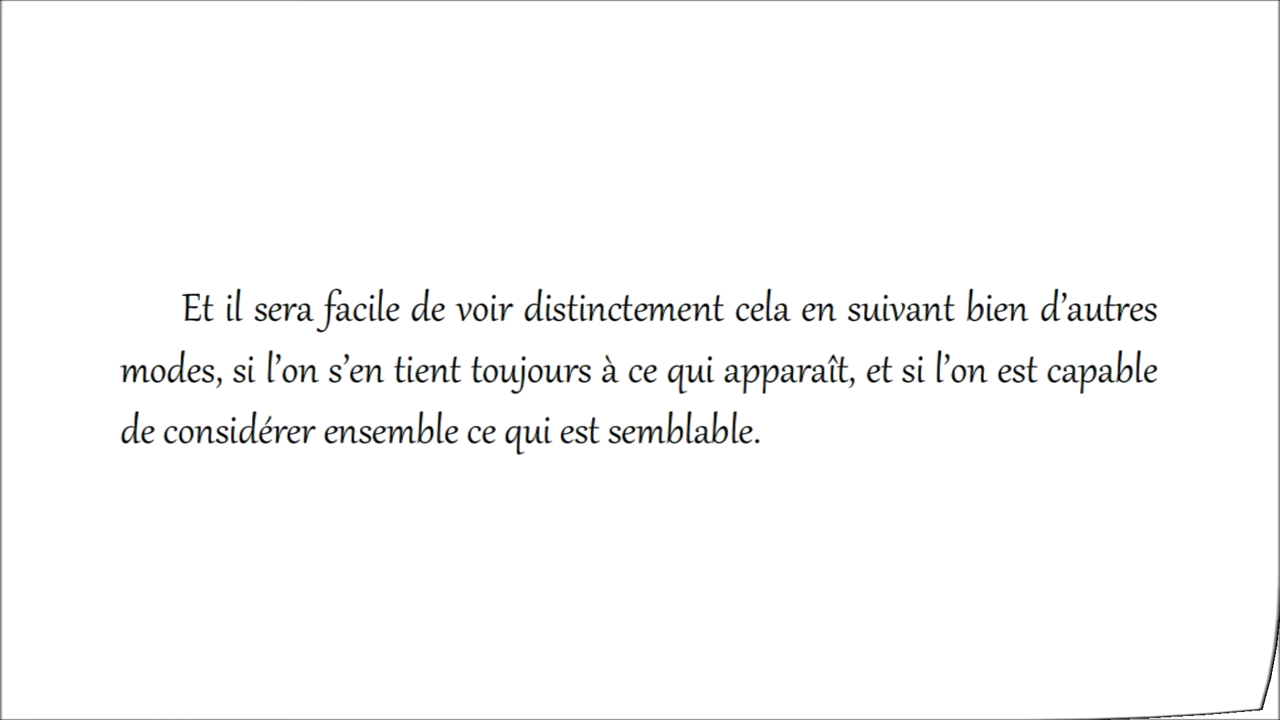 Et il sera facile de voir distinctement cela en suivant bien d’autres
modes, si l’on s’en tient toujours à ce qui apparaît, et si l’on est capable
de considérer ensemble ce qui est semblable.